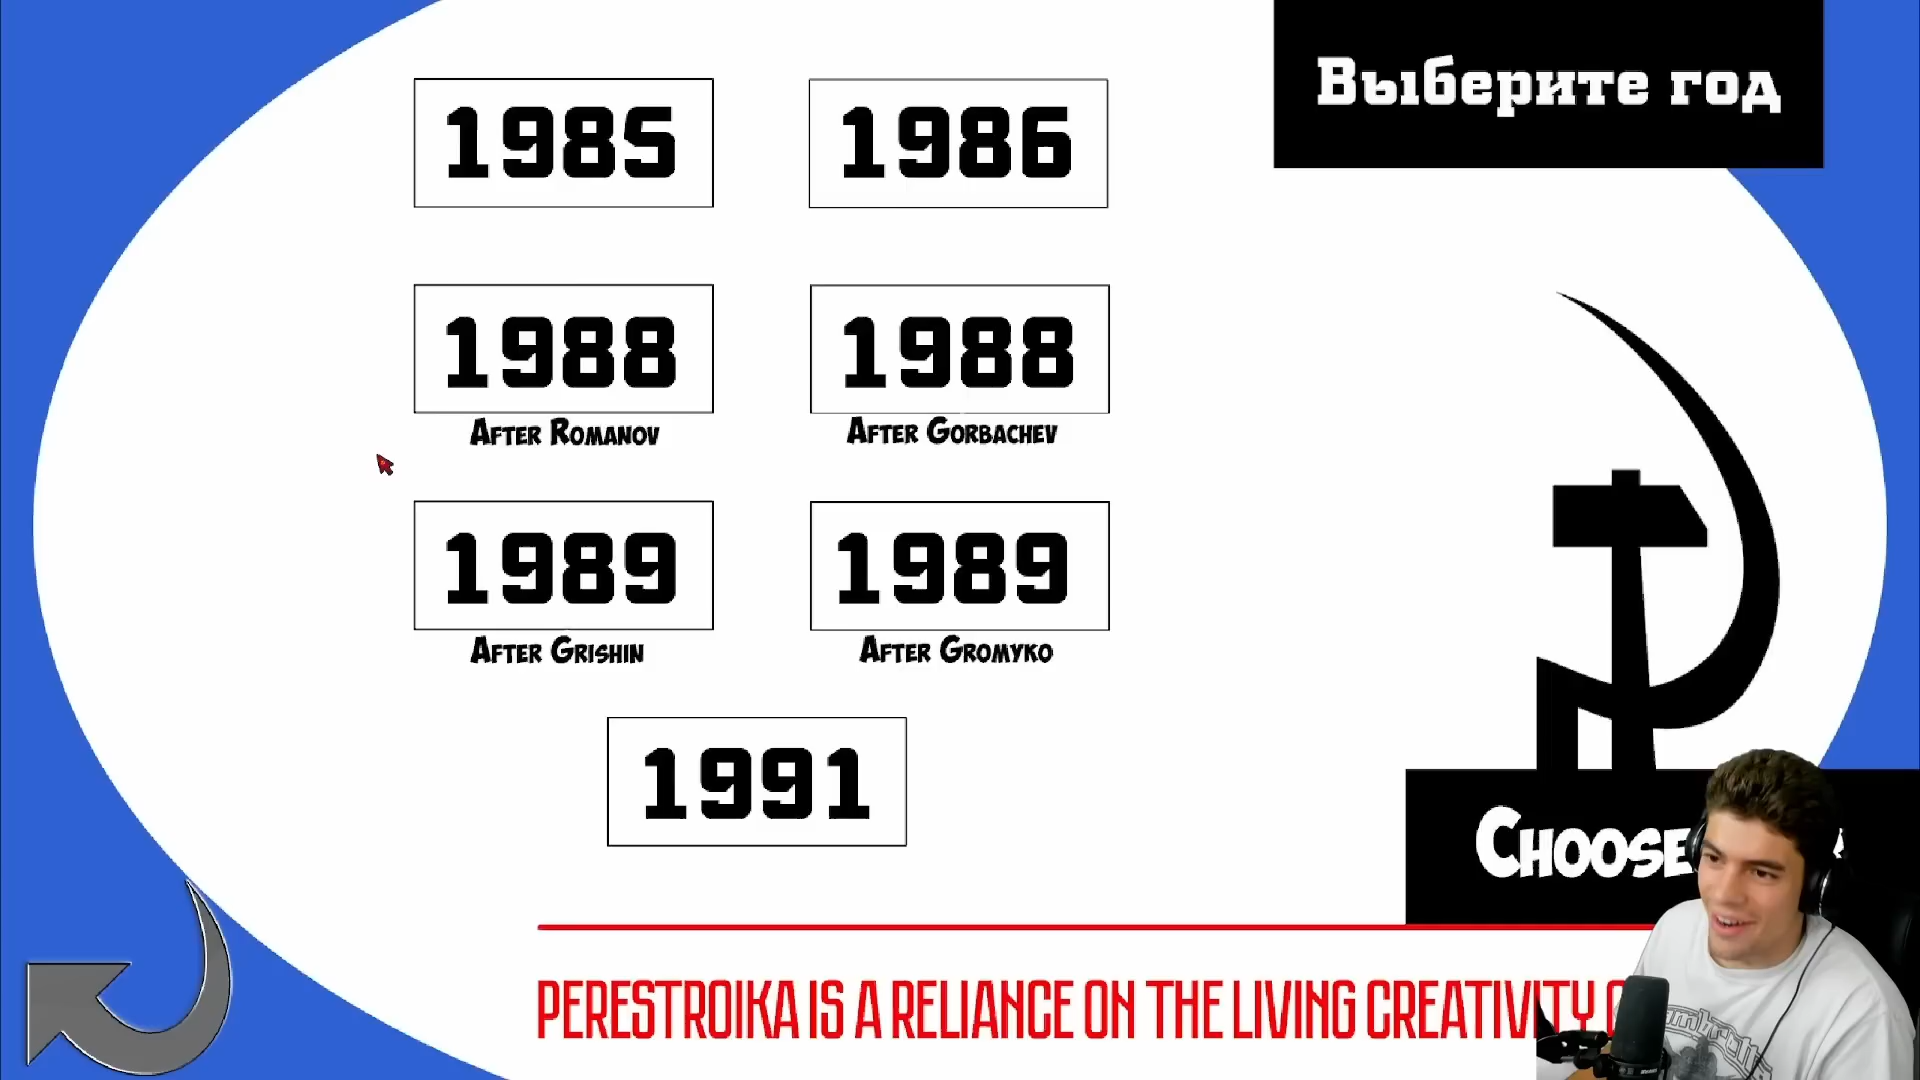 Выберите год
1985
1986
1988
1988
After Romanov
After Gorbachev
1989
1989
After Grishin
After Gromyko
1991
Choose
PERESTROIKA IS A RELIANCE ON THE LIVING CREATIVITY